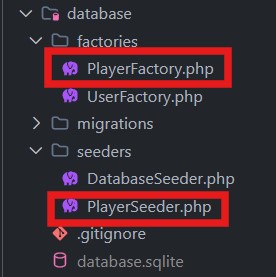 database
factories
PlayerFactory.php
UserFactory.php
migrations
seeders
DatabaseSeeder.php
PlayerSeeder.php
.gitignore
database.sqlite